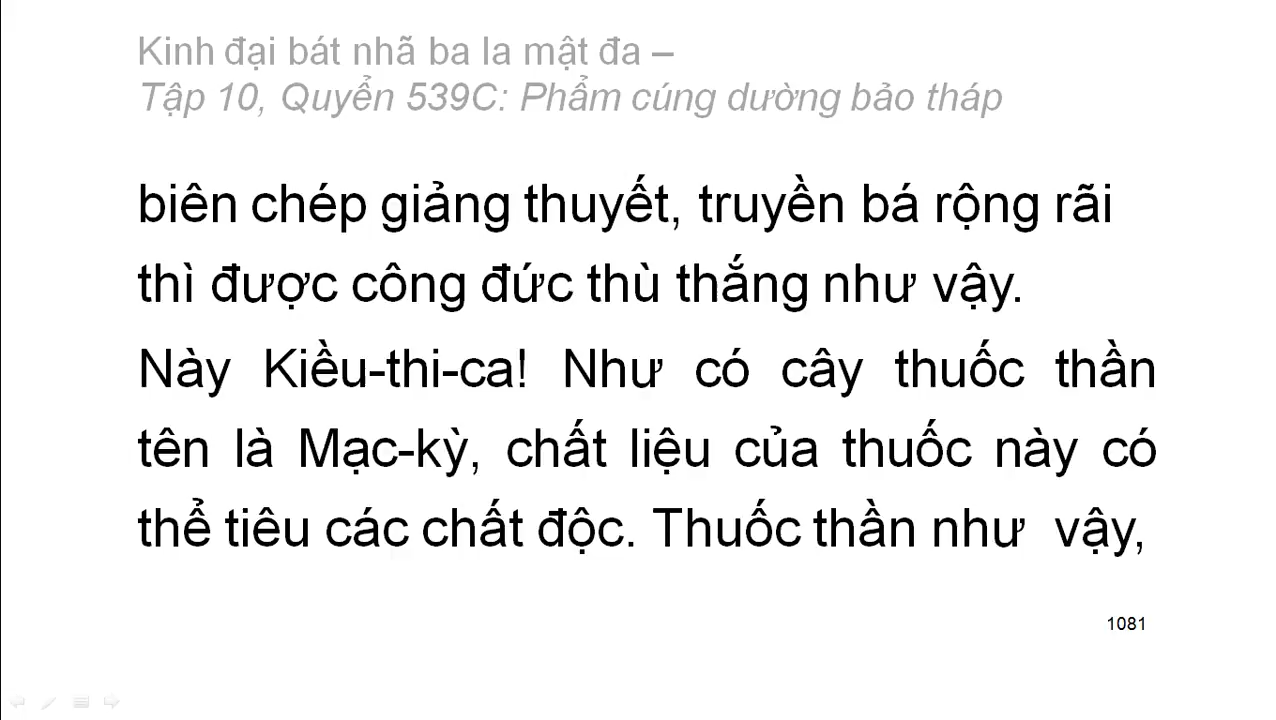 Kinh đại bát nhã ba la mật đa –
Tập 10, Quyển 539C: Phẩm cúng dường bảo tháp
biên chép giảng thuyết, truyền bá rộng rãi
thì được công đức thù thắng như vậy.
Này Kiều-thi-ca! Như có cây thuốc thần
tên là Mạc-kỳ, chất liệu của thuốc này có
thể tiêu các chất độc. Thuốc thần như vậy,
1081